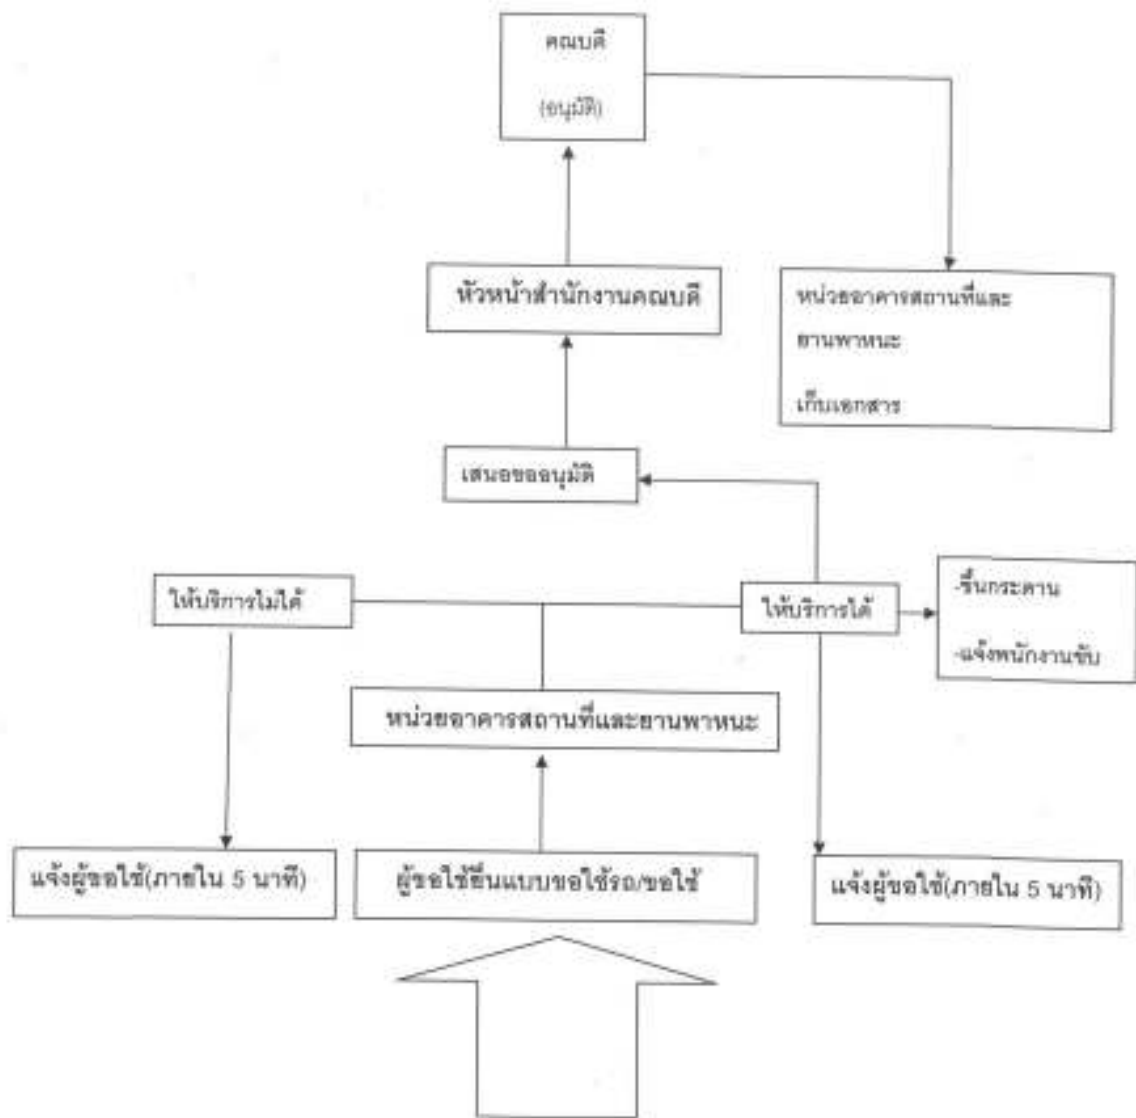 คณบดี
(อนุมัติ)
หัวหน้าสำนักงานคณบดี
หน่วยอาคารสถานที่และ
ยานพาหนะ
เก็บเอกสาร
เสนอขออนุมัติ
ให้บริการไม่ได้
ให้บริการได้
-ขึ้นกระดาน
-แจ้งพนักงานขับ
หน่วยอาคารสถานที่และยานพาหนะ
แจ้งผู้ขอใช้(ภายใน 5 นาที)
ผู้ขอใช้ยื่นแบบขอใช้รถ/ขอใช้
แจ้งผู้ขอใช้(ภายใน 5 นาที)